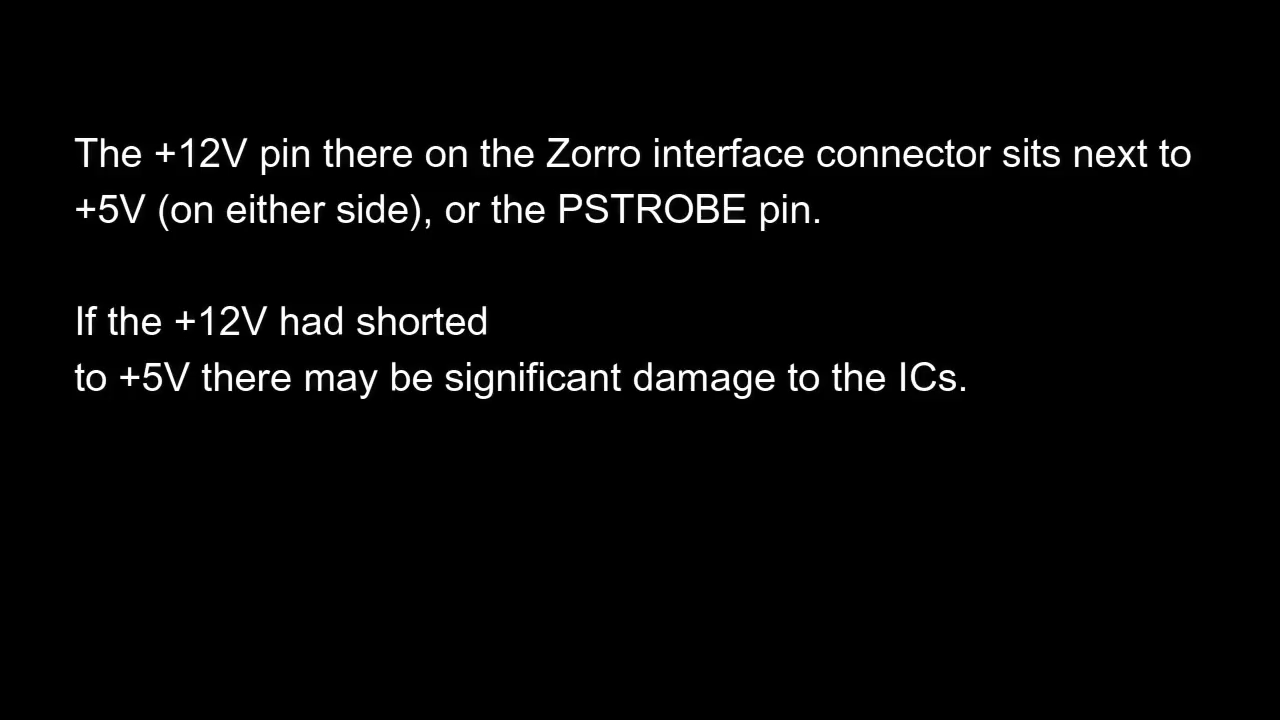 The +12V pin there on the Zorro interface connector sits next to
+5V (on either side), or the PSTROBE pin.
If the +12V had shorted
to +5V there may be significant damage to the ICs.